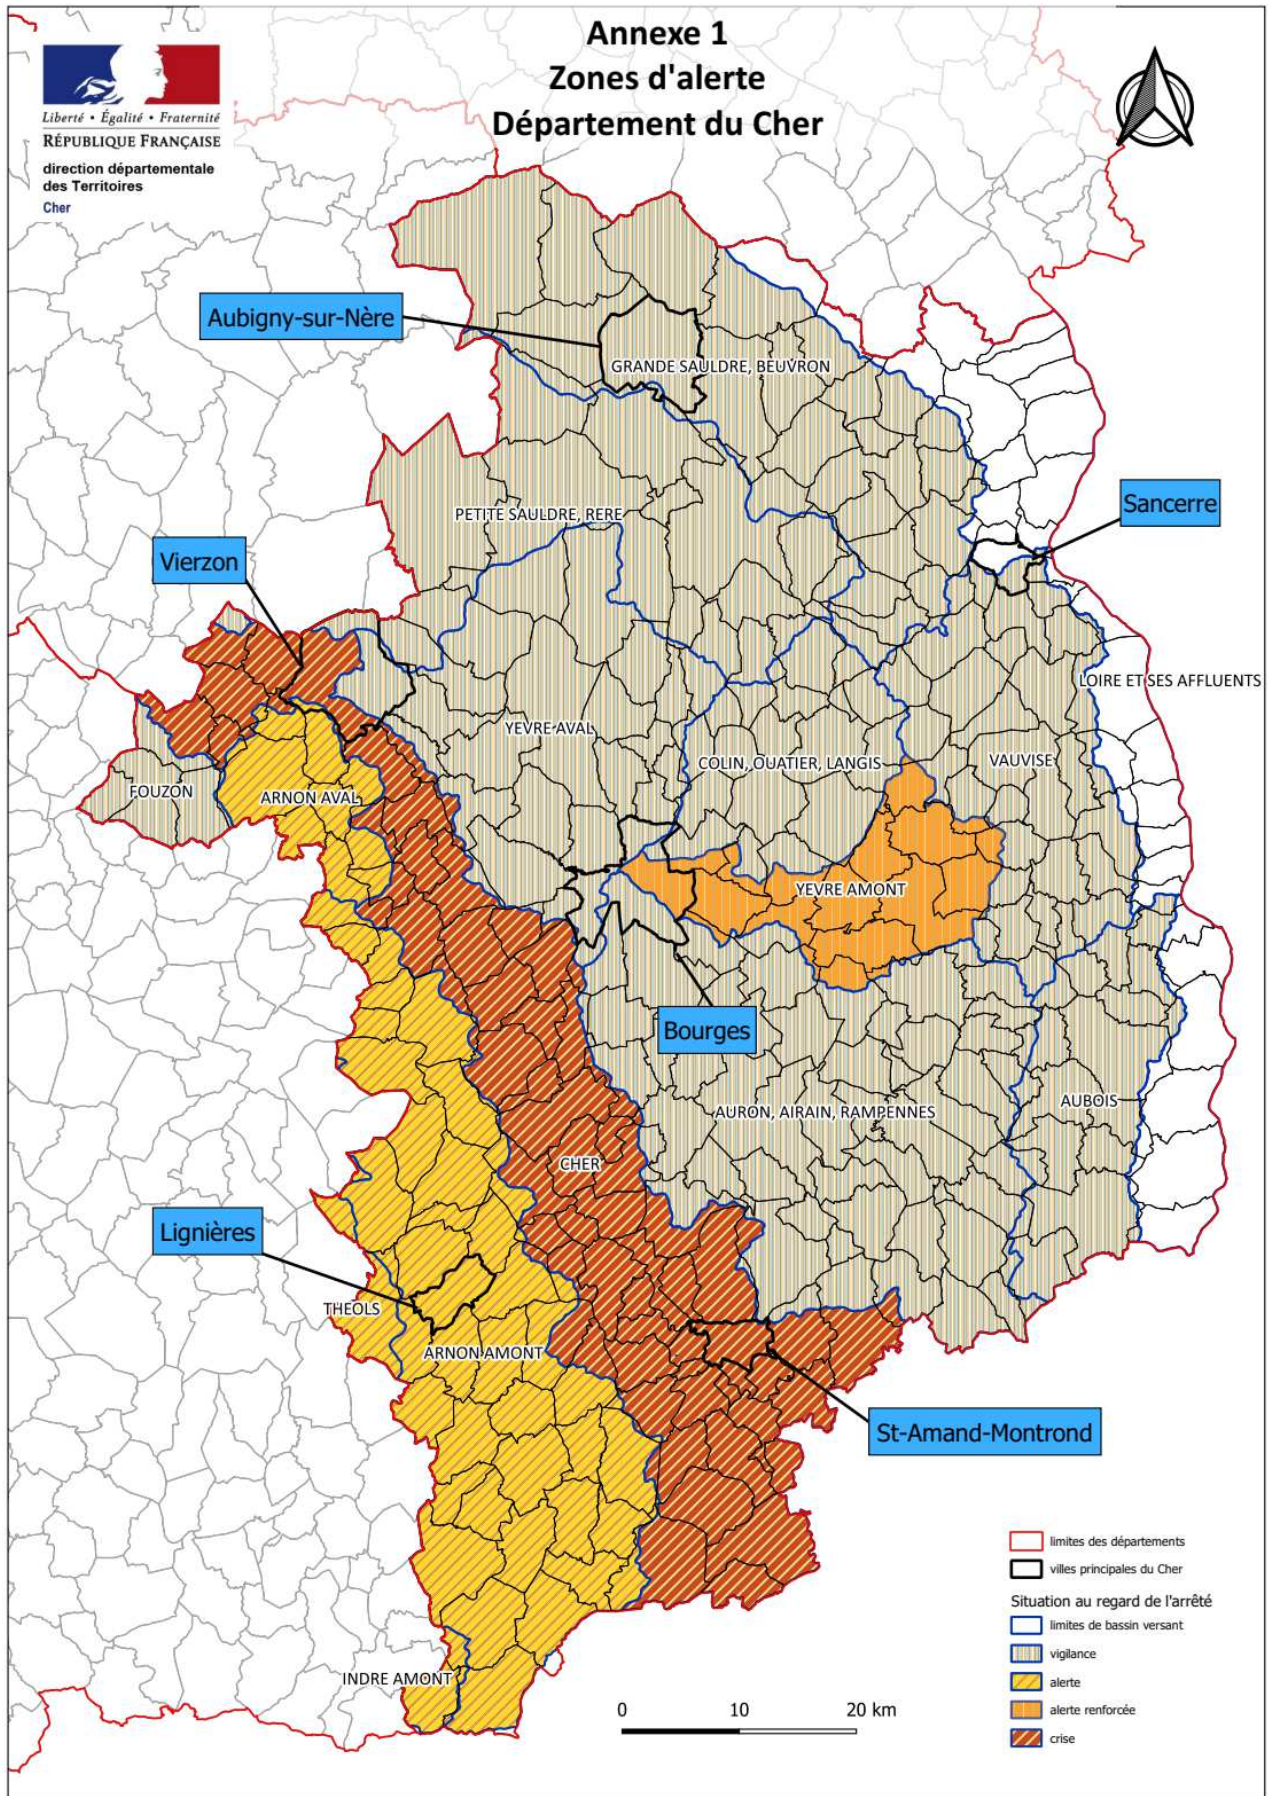 Annexe 1
Zones d'alerte
Département du Cher
Liberté • Égalité • Fraternité
RÉPUBLIQUE FRANÇAISE
direction départementale
des Territoires
Cher
Aubigny-sur-Nère
GRANDE SAULDRE, BEUVRON
Sancerre
PETITE SAULDRE, RERE
Vierzon
LOIRE ET SES AFFLUENTS
YEVRE AVAL
COLIN, OUATIER, LANGIS
VAUVISE
FOUZON
ARNON AVAL
YEVRE AMONT
Bourges
AURON, AIRAIN, RAMPENNES
AUBOIS
CHER
Lignières
THEOLS
ARNON AMONT
St-Amand-Montrond
INDRE AMONT
limites des départements
villes principales du Cher
Situation au regard de l'arrêté
limites de bassin versant
vigilance
alerte
alerte renforcée
crise
0 10 20 km